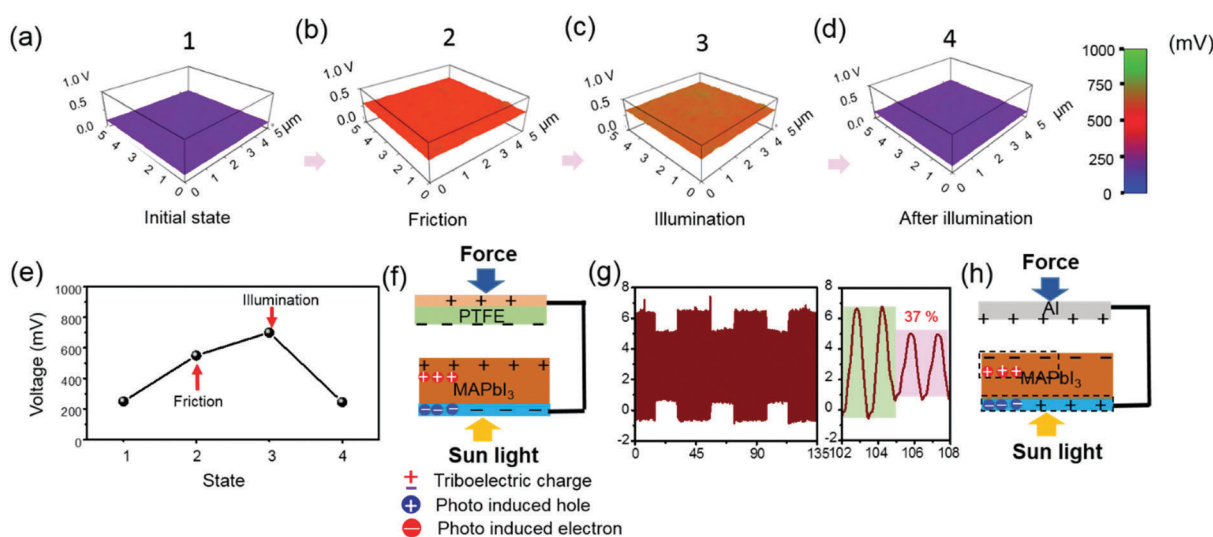 (a) 1 (b) 2 (c) 3 (d) 4 (mV)
1.0 V
0.5
0.0
5
4
3
2
1
0
0
1
2
3
4
5 μm
Initial state
1.0 V
0.5
0.0
5
4
3
2
1
0
0
1
2
3
4
5 μm
Friction
1.0 V
0.5
0.0
5
4
3
2
1
0
0
1
2
3
4
5 μm
Illumination
1.0 V
0.5
0.0
5
4
3
2
1
0
0
1
2
3
4
5 μm
After illumination
1000
750
500
250
0
(e)
Voltage (mV)
1000
800
600
400
200
0
Illumination
Friction
1 2 3 4
State
(f)
Force
+ + +
PTFE
− − − − −
+ + + + +
+ + +
MAPbI3
− − − − − −
Sun light
+
− Triboelectric charge
+ Photo induced hole
− Photo induced electron
(g)
8
6
4
2
0
-2
0 45 90 135
8
6
4
2
0
-2
37 %
102 104 106 108
(h)
Force
Al
+ + + + +
− − − − −
+ + +
MAPbI3
− − − + + + +
Sun light